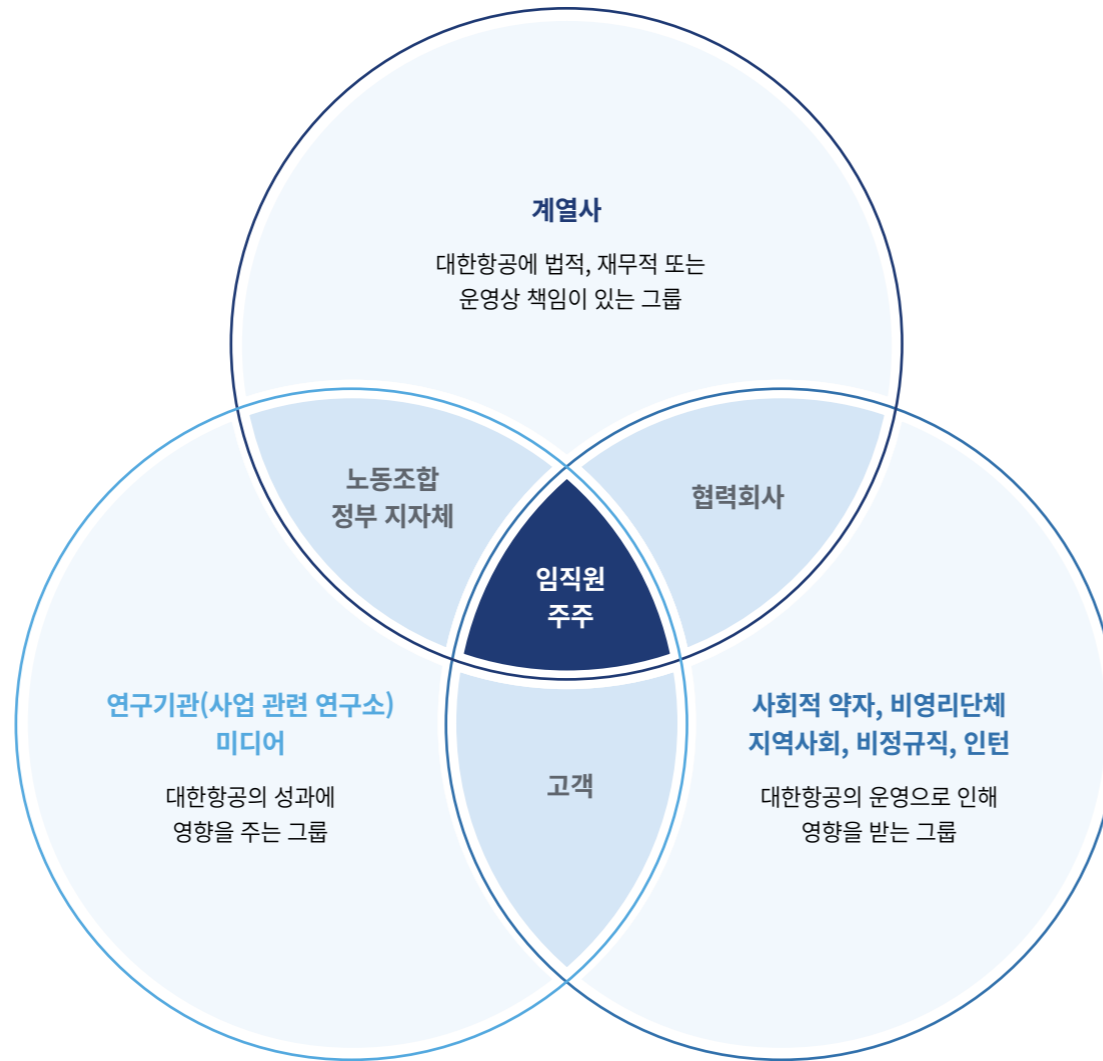 계열사
대한항공에 법적, 재무적 또는
운영상 책임이 있는 그룹
노동조합
정부 지자체
협력회사
임직원
주주
연구기관(사업 관련 연구소)
미디어
대한항공의 성과에
영향을 주는 그룹
고객
사회적 약자, 비영리단체
지역사회, 비정규직, 인턴
대한항공의 운영으로 인해
영향을 받는 그룹